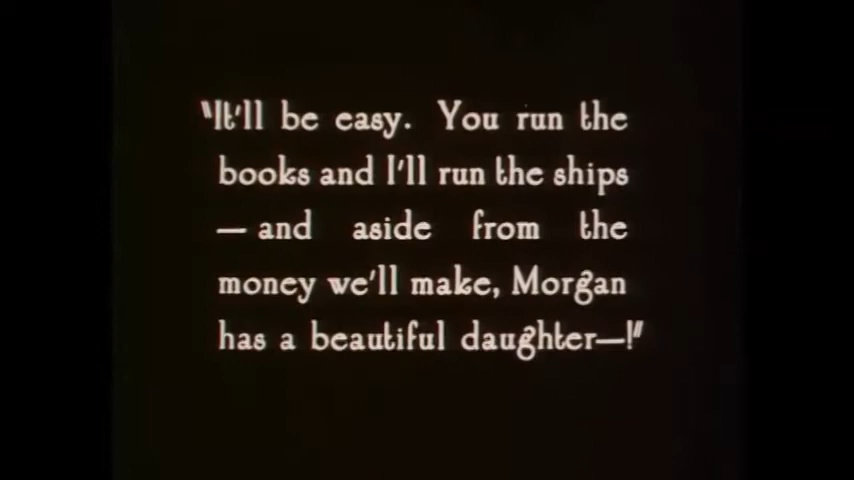 "It'll be easy. You run the
books and I'll run the ships
— and aside from the
money we'll make, Morgan
has a beautiful daughter—!"